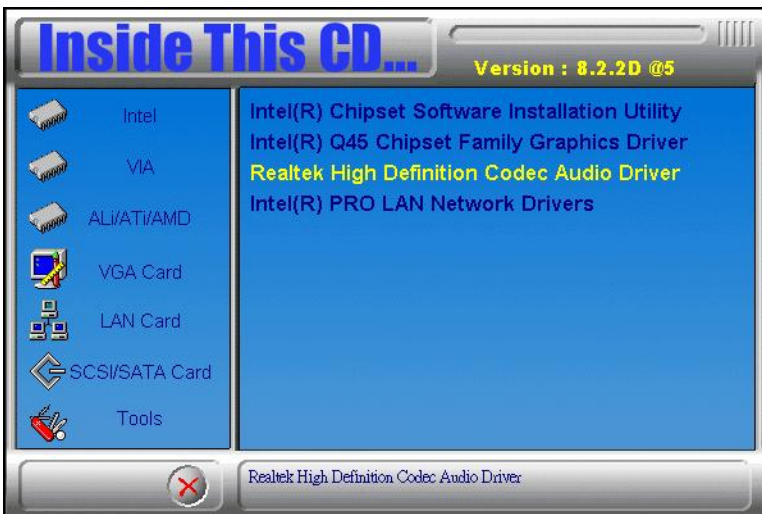 Inside This CD...
Version : 8.2.2D @5
Intel
VIA
ALi/ATi/AMD
VGA Card
LAN Card
SCSI/SATA Card
Tools
Intel(R) Chipset Software Installation Utility
Intel(R) Q45 Chipset Family Graphics Driver
Realtek High Definition Codec Audio Driver
Intel(R) PRO LAN Network Drivers
Realtek High Definition Codec Audio Driver